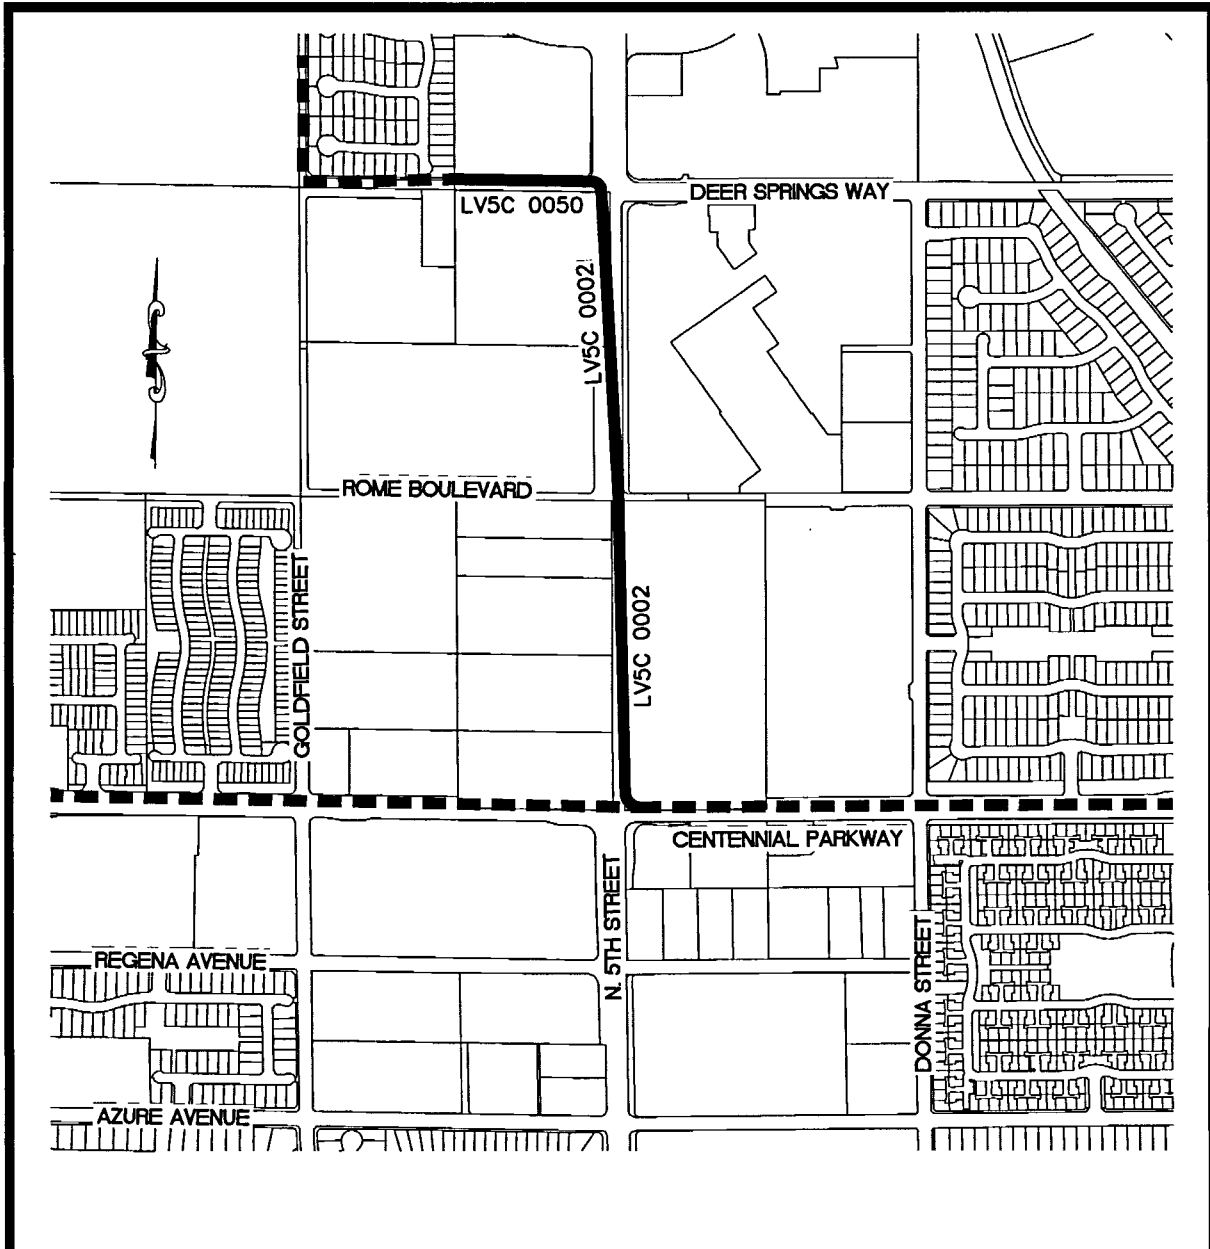 DEER SPRINGS WAY
LV5C 0050
LV5C 0002
ROME BOULEVARD
GOLDFIELD STREET
LV5C 0002
CENTENNIAL PARKWAY
N. 5TH STREET
DONNA STREET
REGENA AVENUE
AZURE AVENUE